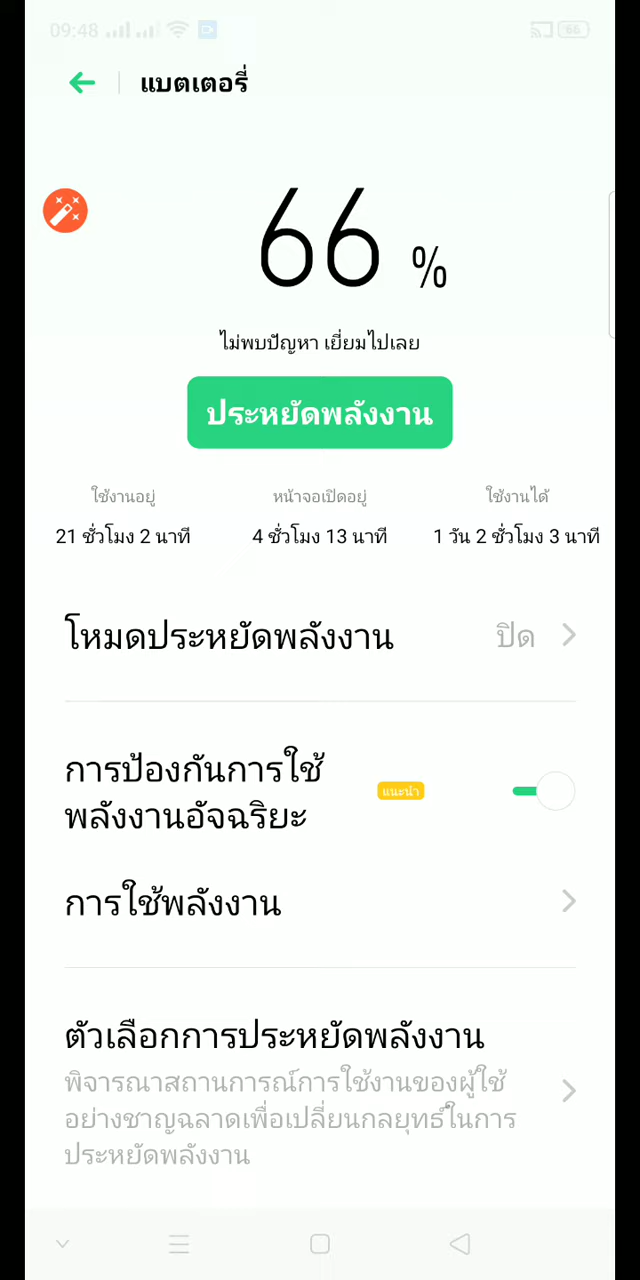 09:48
66
แบตเตอรี่
66 %
ไม่พบปัญหา เยี่ยมไปเลย
ประหยัดพลังงาน
ใช้งานอยู่ หน้าจอเปิดอยู่ ใช้งานได้
21 ชั่วโมง 2 นาที 4 ชั่วโมง 13 นาที 1 วัน 2 ชั่วโมง 3 นาที
โหมดประหยัดพลังงาน ปิด
การป้องกันการใช้
พลังงานอัจฉริยะ
แนะนำ
การใช้พลังงาน
ตัวเลือกการประหยัดพลังงาน
พิจารณาสถานการณ์การใช้งานของผู้ใช้
อย่างชาญฉลาดเพื่อเปลี่ยนกลยุทธ์ในการ
ประหยัดพลังงาน